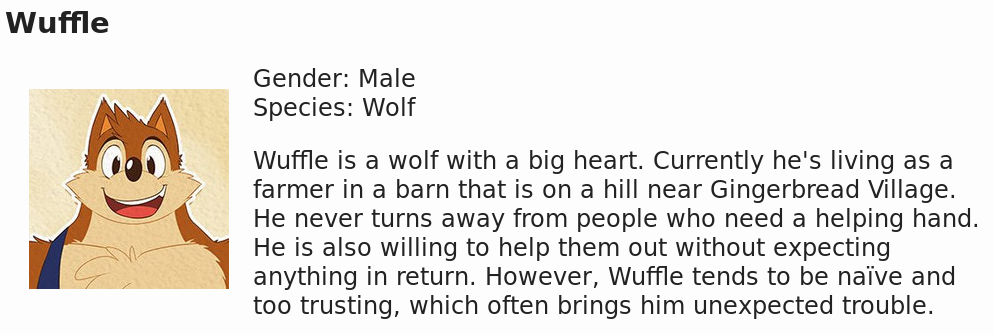 Wuffle
Gender: Male
Species: Wolf
Wuffle is a wolf with a big heart. Currently he's living as a
farmer in a barn that is on a hill near Gingerbread Village.
He never turns away from people who need a helping hand.
He is also willing to help them out without expecting
anything in return. However, Wuffle tends to be naïve and
too trusting, which often brings him unexpected trouble.